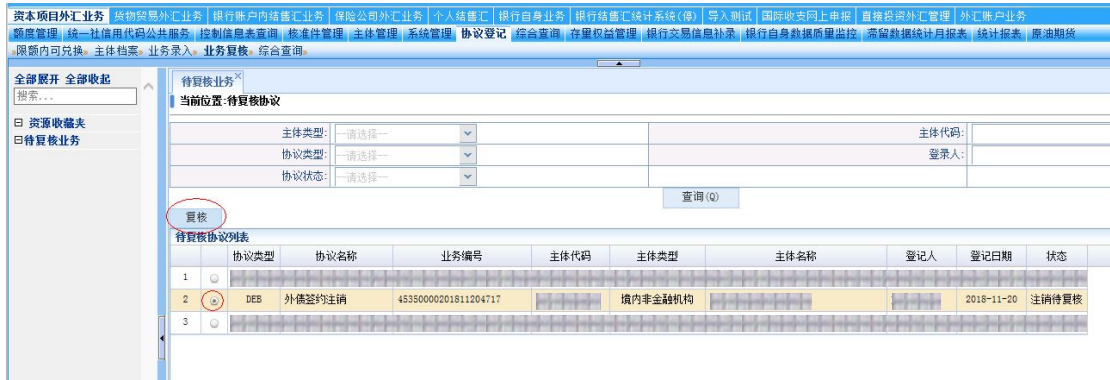 资本项目外汇业务 货物贸易外汇业务 银行账户内结售汇业务 保险公司外汇业务 个人结售汇 银行自身业务 银行结售汇统计系统(停) 导入测试 国际收支网上申报 直接投资外汇管理 外汇账户业务
额度管理 统一社信用代码公共服务 控制信息表查询 核准件管理 主体管理 系统管理 协议登记 综合查询 存量权益管理 银行交易信息补录 银行自身数据质量监控 滞留数据统计月报表 统计报表 原油期货
限额内可兑换 主体档案 业务录入 业务复核 综合查询
全部展开 全部收起
搜索...
资源收藏夹
待复核业务
待复核业务
当前位置:待复核协议
主体类型: --请选择-- 主体代码:
协议类型: --请选择-- 登录人:
协议状态: --请选择--
查询(Q)
复核
待复核协议列表
协议类型 协议名称 业务编号 主体代码 主体类型 主体名称 登记人 登记日期 状态
1
2 DEB 外债签约注销 45350000201811204717 境内非金融机构 2018-11-20 注销待复核
3